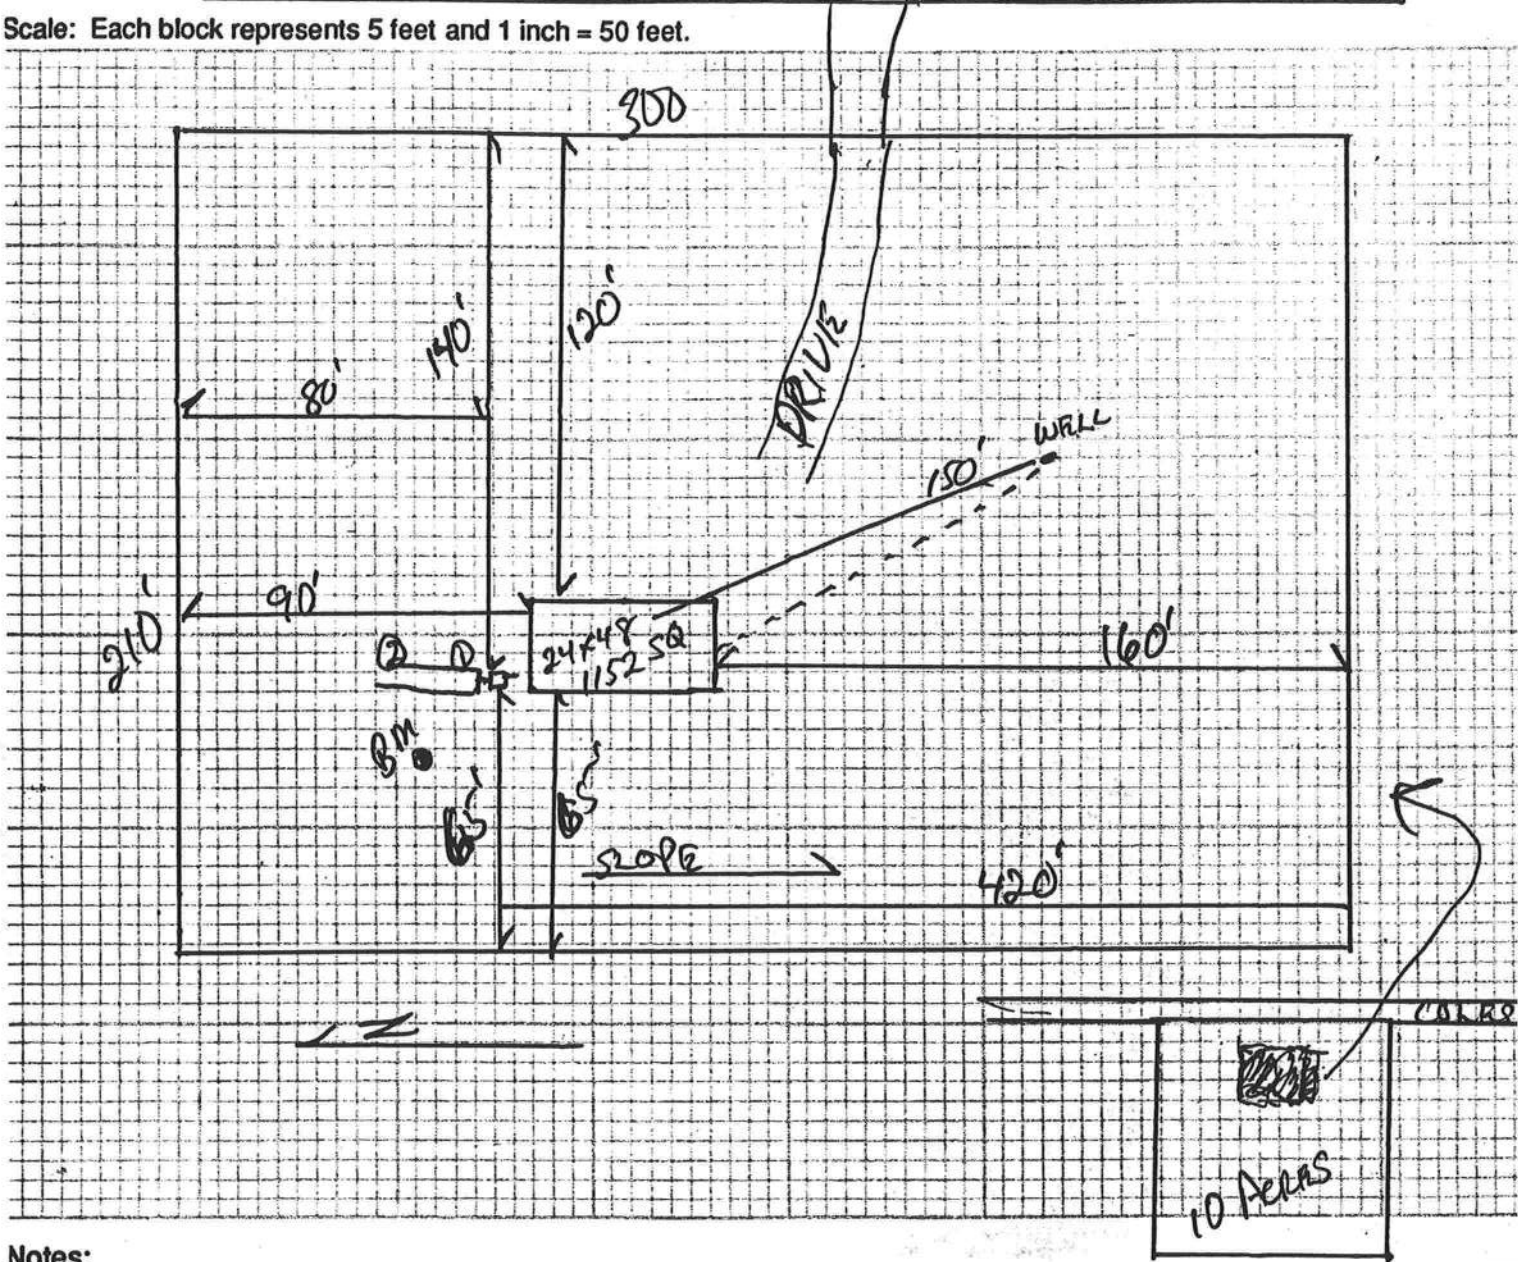 Scale: Each block represents 5 feet and 1 inch = 50 feet.
300
120'
140'
80'
DRIVE
WELL
150'
90'
210'
24x48
1152 SQ
160'
2 1
BM
65'
65'
SLOPE
420'
N
10 ACRES
Notes: